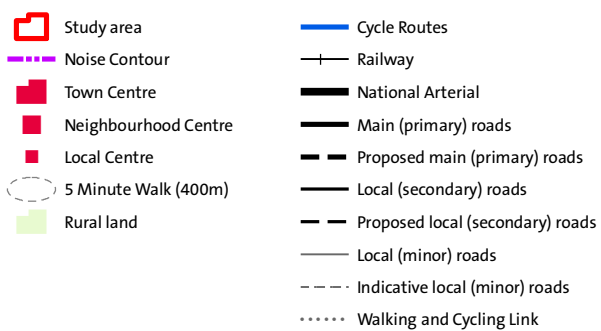 Study area
Noise Contour
Town Centre
Neighbourhood Centre
Local Centre
5 Minute Walk (400m)
Rural land
Cycle Routes
Railway
National Arterial
Main (primary) roads
Proposed main (primary) roads
Local (secondary) roads
Proposed local (secondary) roads
Local (minor) roads
Indicative local (minor) roads
Walking and Cycling Link